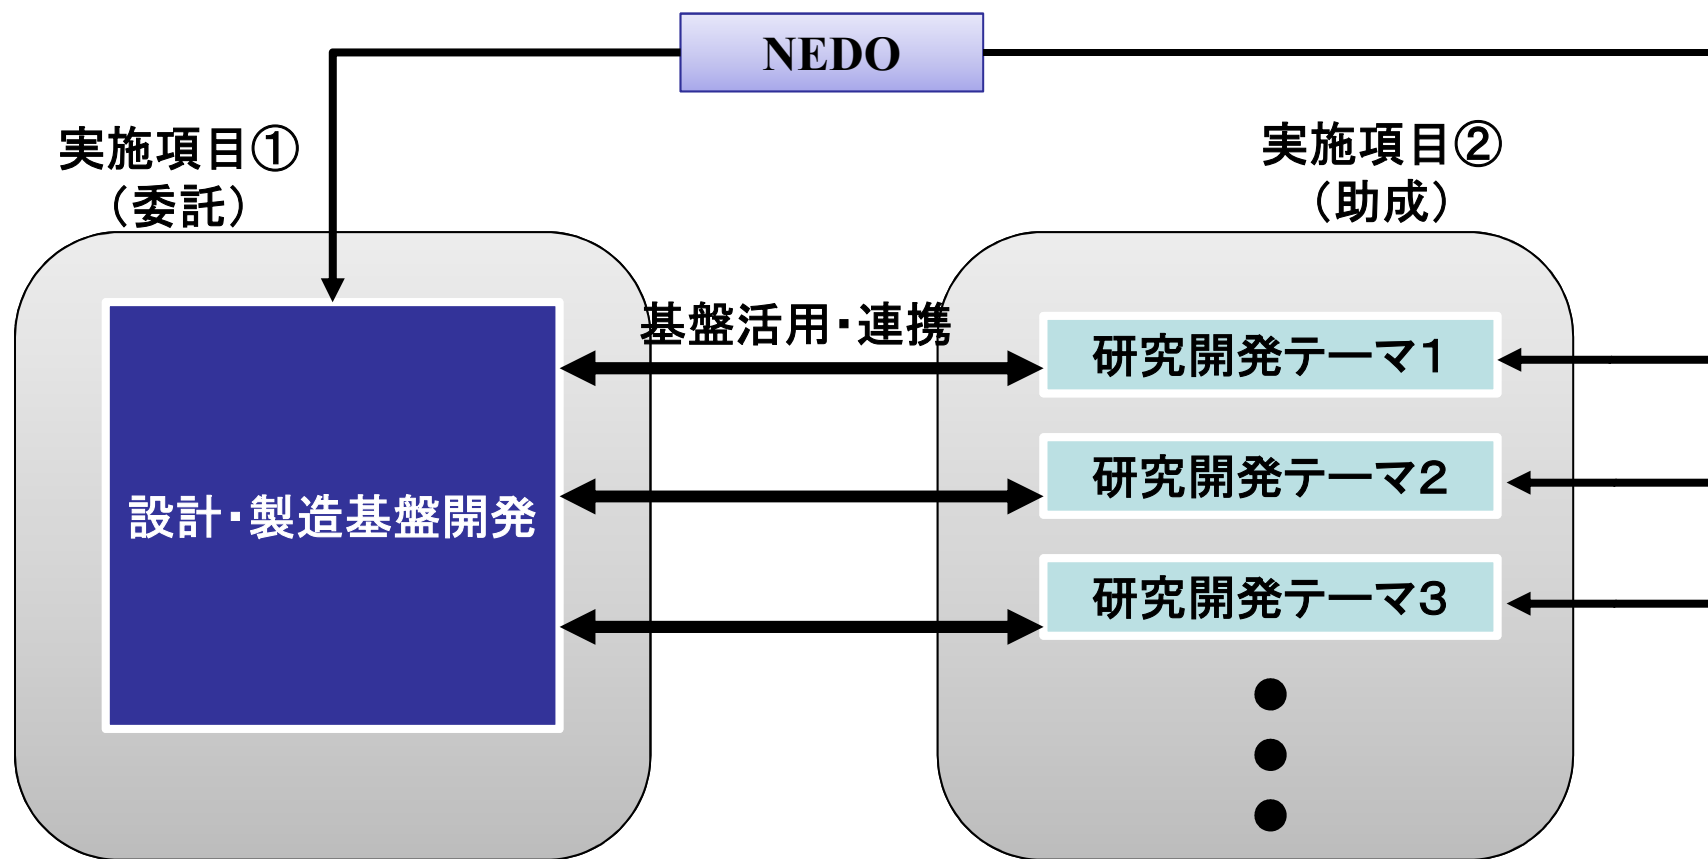 NEDO
実施項目①
（委託）
実施項目②
（助成）
基盤活用・連携
設計・製造基盤開発
研究開発テーマ１
研究開発テーマ２
研究開発テーマ３